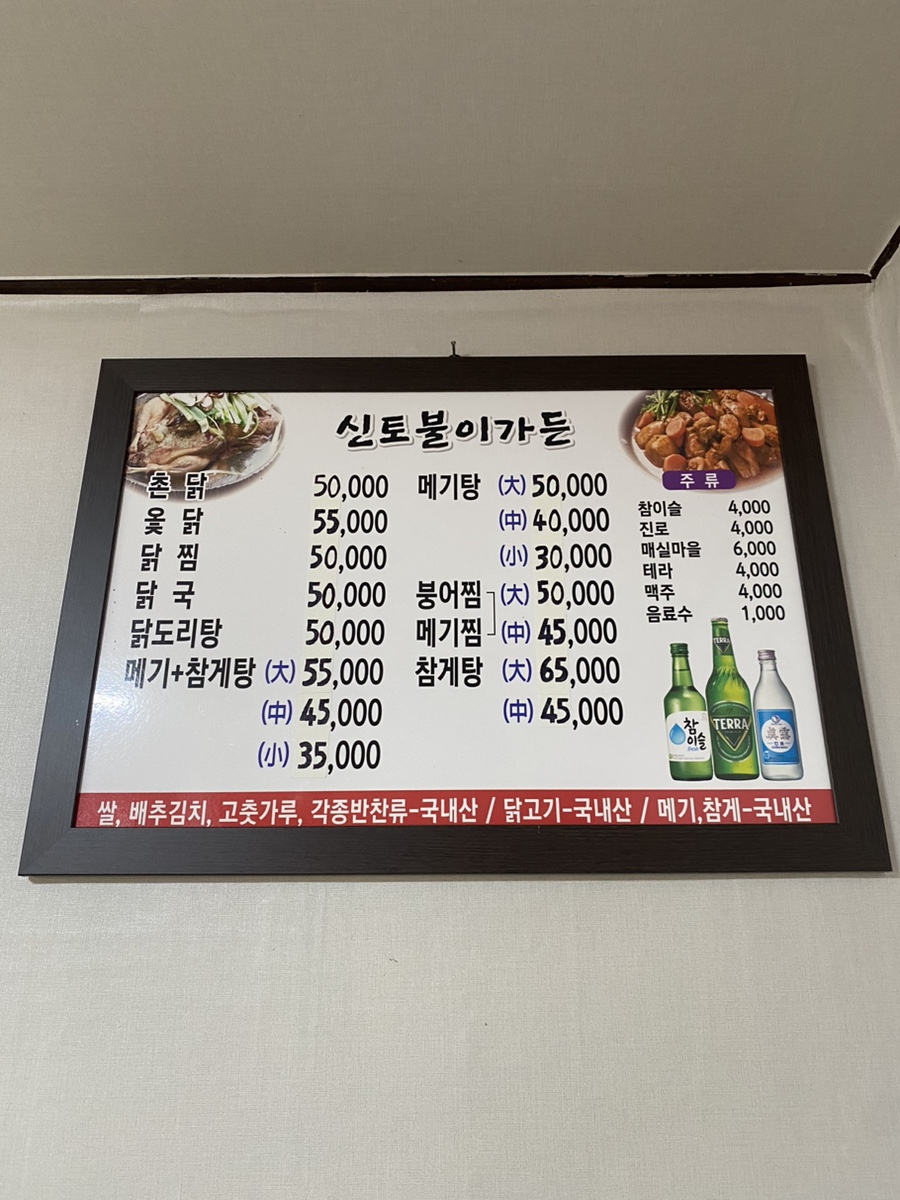 신토불이가든
촌 닭 50,000
옻 닭 55,000
닭 찜 50,000
닭 국 50,000
닭도리탕 50,000
메기+참게탕 (大) 55,000
(中) 45,000
(小) 35,000
메기탕 (大) 50,000
(中) 40,000
(小) 30,000
붕어찜 (大) 50,000
메기찜 (中) 45,000
참게탕 (大) 65,000
(中) 45,000
주 류
참이슬 4,000
진로 4,000
매실마을 6,000
테라 4,000
맥주 4,000
음료수 1,000
참이슬
fresh
TERRA
TERRA
眞露
쌀, 배추김치, 고춧가루, 각종반찬류-국내산 / 닭고기-국내산 / 메기,참게-국내산